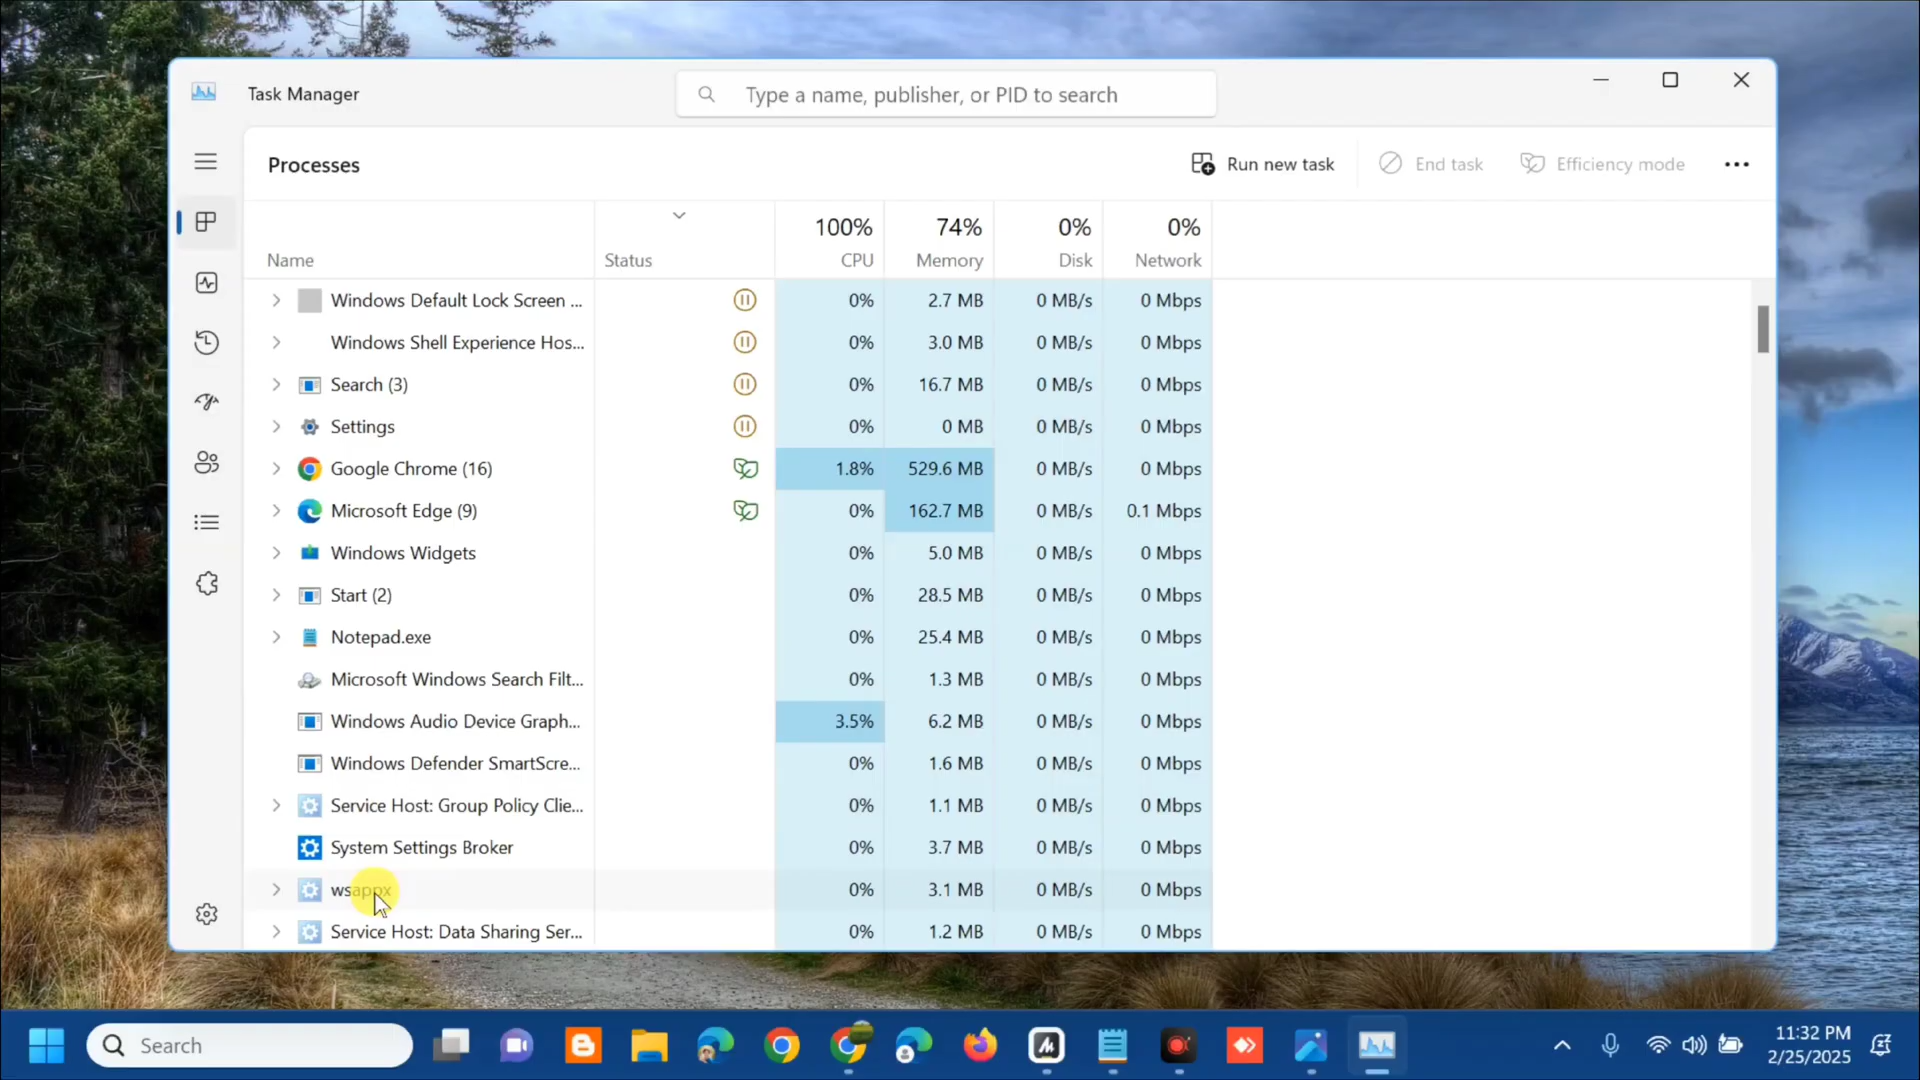 Task Manager
Type a name, publisher, or PID to search
Processes
Run new task
End task
Efficiency mode
100% 74% 0% 0%
Name Status CPU Memory Disk Network
Windows Default Lock Screen ... 0% 2.7 MB 0 MB/s 0 Mbps
Windows Shell Experience Hos... 0% 3.0 MB 0 MB/s 0 Mbps
Search (3) 0% 16.7 MB 0 MB/s 0 Mbps
Settings 0% 0 MB 0 MB/s 0 Mbps
Google Chrome (16) 1.8% 529.6 MB 0 MB/s 0 Mbps
Microsoft Edge (9) 0% 162.7 MB 0 MB/s 0.1 Mbps
Windows Widgets 0% 5.0 MB 0 MB/s 0 Mbps
Start (2) 0% 28.5 MB 0 MB/s 0 Mbps
Notepad.exe 0% 25.4 MB 0 MB/s 0 Mbps
Microsoft Windows Search Filt... 0% 1.3 MB 0 MB/s 0 Mbps
Windows Audio Device Graph... 3.5% 6.2 MB 0 MB/s 0 Mbps
Windows Defender SmartScre... 0% 1.6 MB 0 MB/s 0 Mbps
Service Host: Group Policy Clie... 0% 1.1 MB 0 MB/s 0 Mbps
System Settings Broker 0% 3.7 MB 0 MB/s 0 Mbps
wsappx 0% 3.1 MB 0 MB/s 0 Mbps
Service Host: Data Sharing Ser... 0% 1.2 MB 0 MB/s 0 Mbps
Search
11:32 PM
2/25/2025